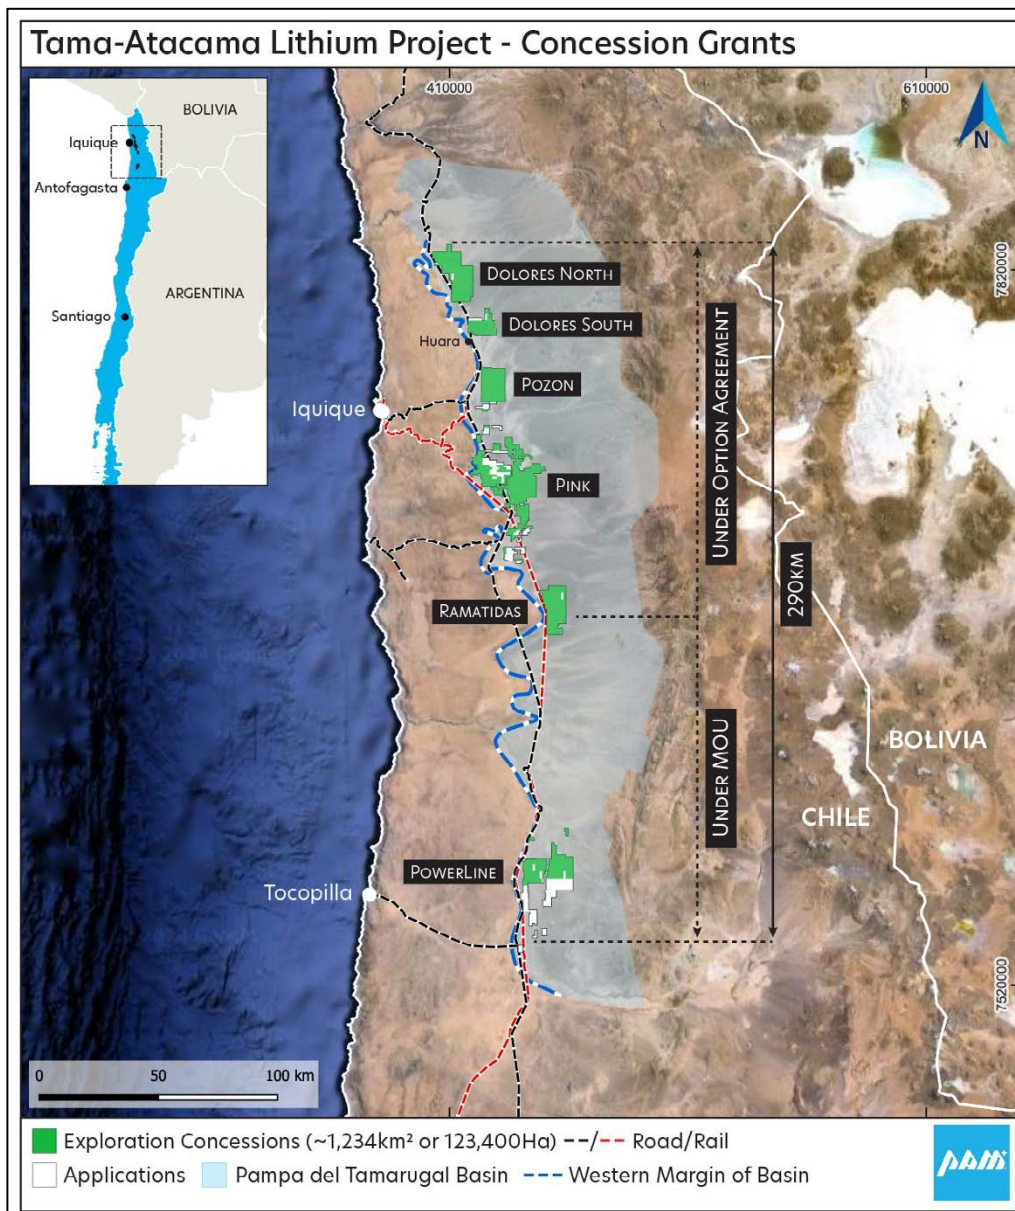 Tama-Atacama Lithium Project - Concession Grants
410000
610000
BOLIVIA
Iquique
Antofagasta
ARGENTINA
Santiago
N
7820000
DOLORES NORTH
DOLORES SOUTH
Huara
POZON
Iquique
PINK
UNDER OPTION AGREEMENT
290KM
RAMATIDAS
UNDER MOU
BOLIVIA
CHILE
POWERLINE
Tocopilla
7520000
0 50 100 km
Exploration Concessions (~1,234km² or 123,400Ha) Road/Rail
Applications Pampa del Tamarugal Basin Western Margin of Basin
PAM+